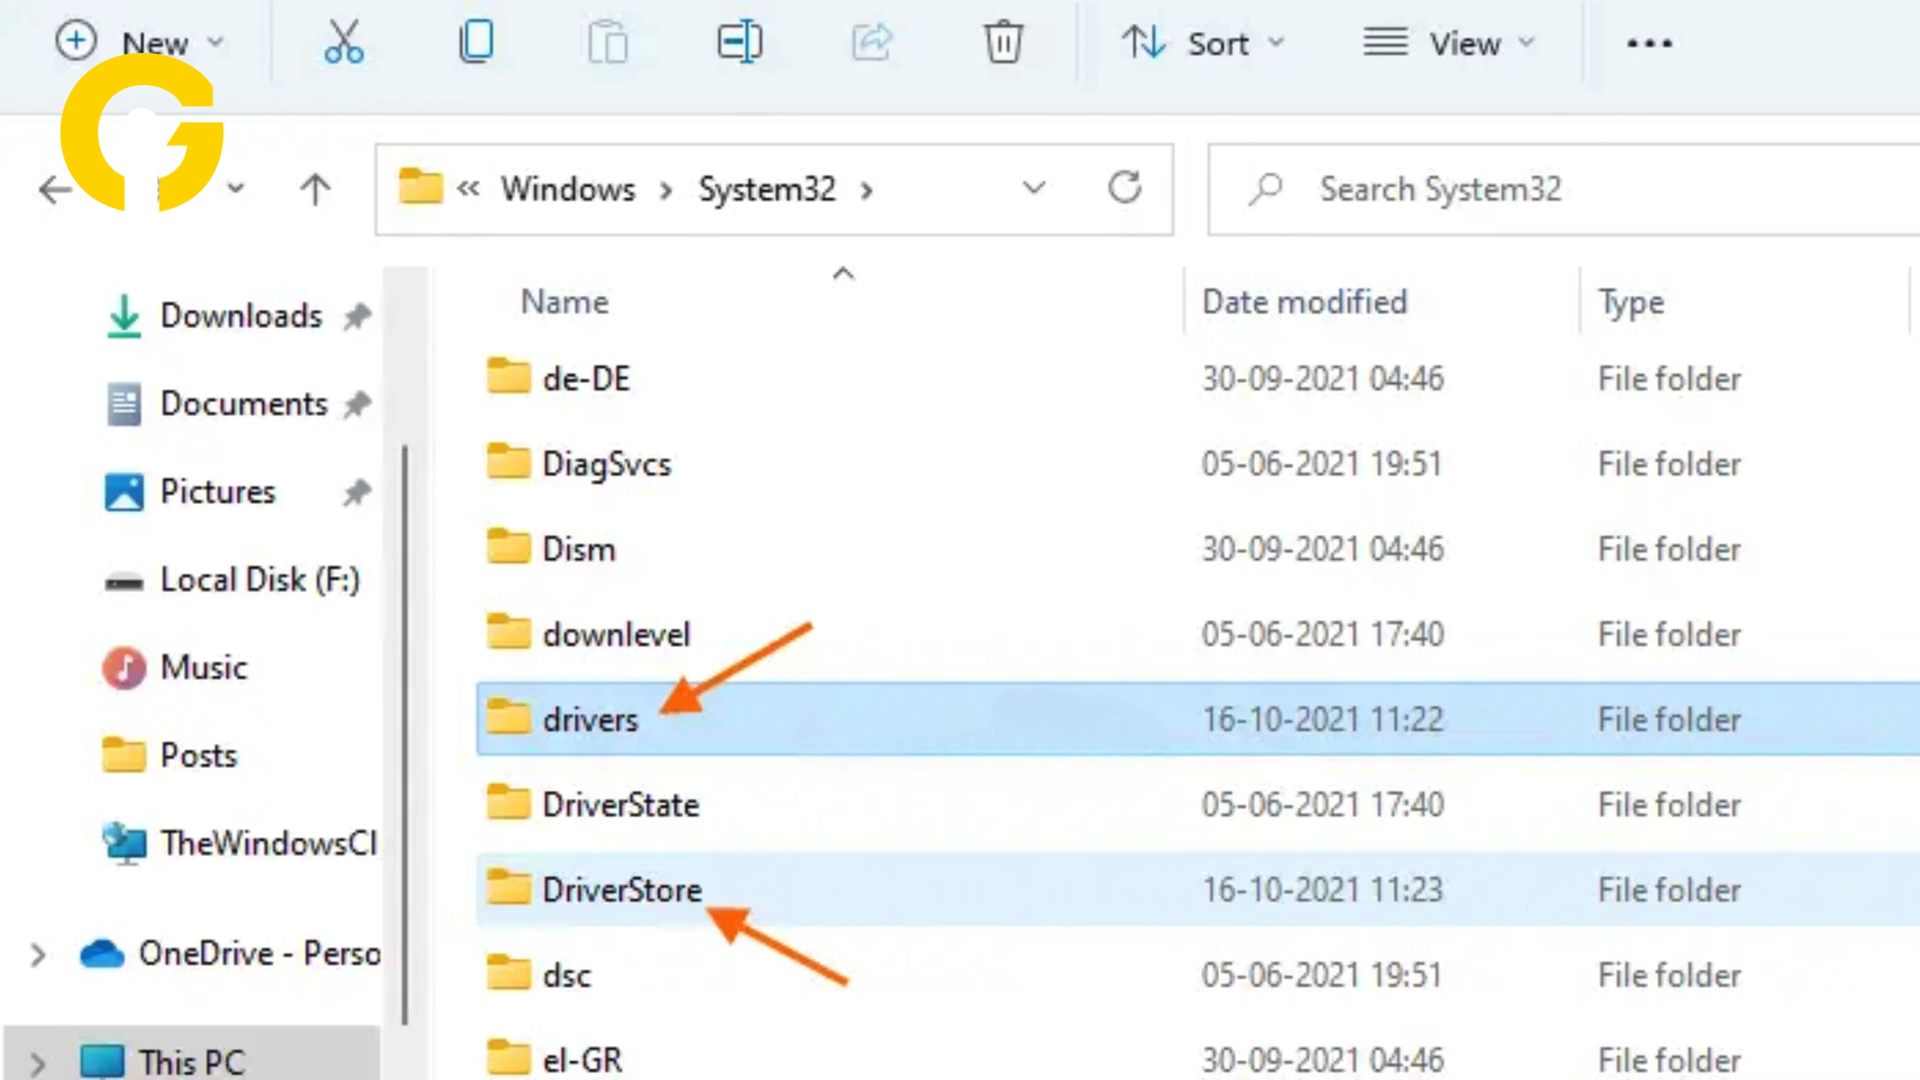 New
Sort
View
« Windows › System32 ›
Search System32
Name
Date modified
Type
Downloads
Documents
Pictures
Local Disk (F:)
Music
Posts
TheWindowsCl
OneDrive - Perso
This PC
de-DE 30-09-2021 04:46 File folder
DiagSvcs 05-06-2021 19:51 File folder
Dism 30-09-2021 04:46 File folder
downlevel 05-06-2021 17:40 File folder
drivers 16-10-2021 11:22 File folder
DriverState 05-06-2021 17:40 File folder
DriverStore 16-10-2021 11:23 File folder
dsc 05-06-2021 19:51 File folder
el-GR 30-09-2021 04:46 File folder